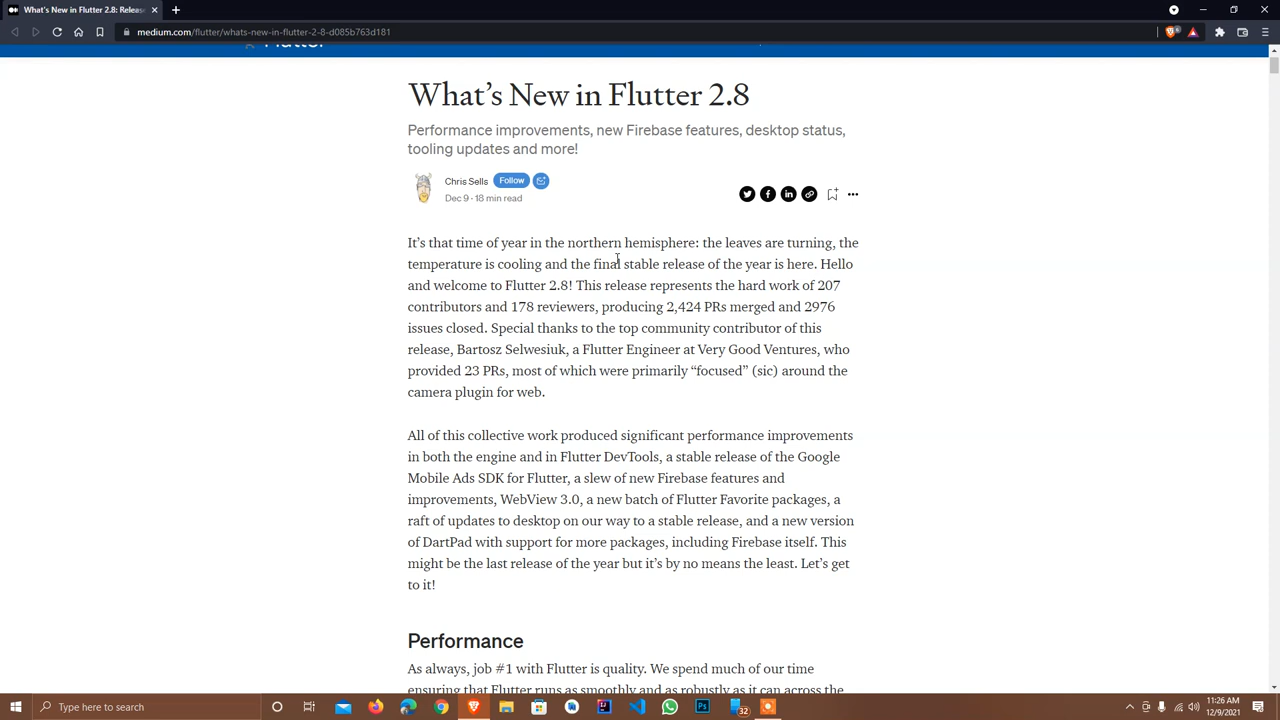 What's New in Flutter 2.8: Releas
medium.com/flutter/whats-new-in-flutter-2-8-d085b763d181
What's New in Flutter 2.8
Performance improvements, new Firebase features, desktop status,
tooling updates and more!
Chris Sells Follow
Dec 9 · 18 min read
It's that time of year in the northern hemisphere: the leaves are turning, the
temperature is cooling and the final stable release of the year is here. Hello
and welcome to Flutter 2.8! This release represents the hard work of 207
contributors and 178 reviewers, producing 2,424 PRs merged and 2976
issues closed. Special thanks to the top community contributor of this
release, Bartosz Selwesiuk, a Flutter Engineer at Very Good Ventures, who
provided 23 PRs, most of which were primarily “focused” (sic) around the
camera plugin for web.
All of this collective work produced significant performance improvements
in both the engine and in Flutter DevTools, a stable release of the Google
Mobile Ads SDK for Flutter, a slew of new Firebase features and
improvements, WebView 3.0, a new batch of Flutter Favorite packages, a
raft of updates to desktop on our way to a stable release, and a new version
of DartPad with support for more packages, including Firebase itself. This
might be the last release of the year but it's by no means the least. Let's get
to it!
Performance
As always, job #1 with Flutter is quality. We spend much of our time
ensuring that Flutter runs as smoothly and as robustly as it can across the
Type here to search
32
11:26 AM
12/9/2021